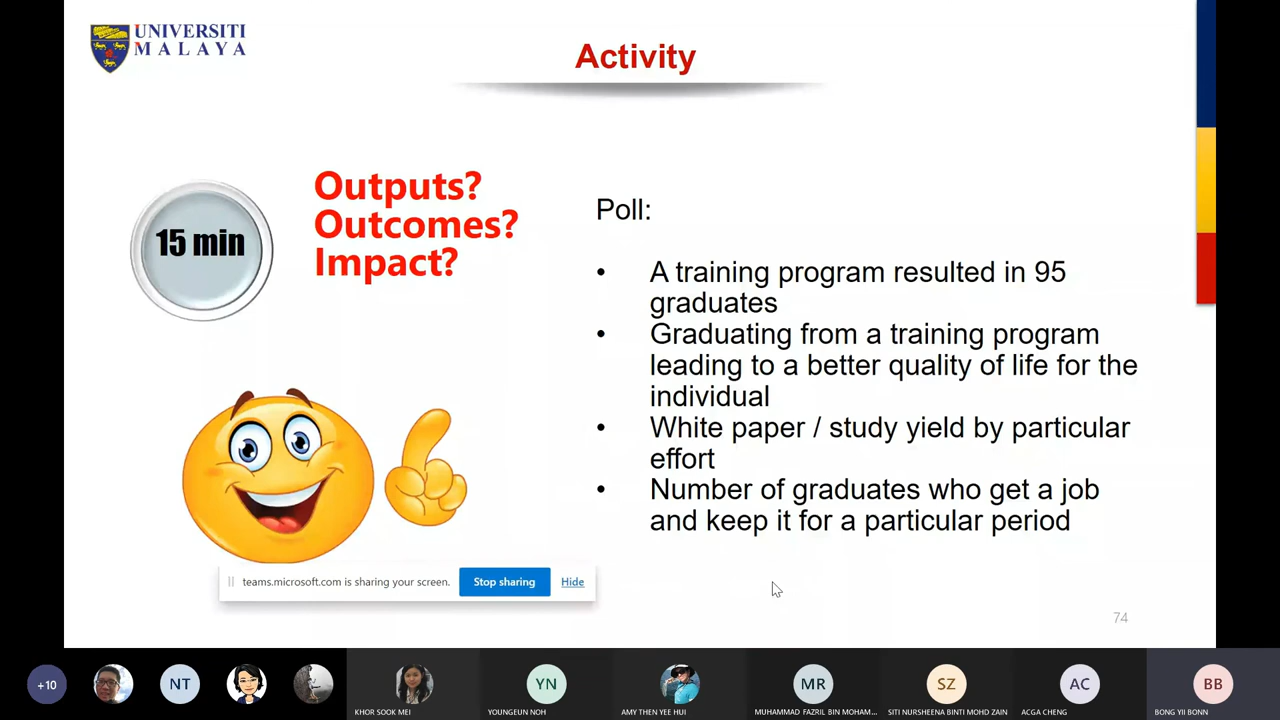 UNIVERSITI
MALAYA
Activity
15 min
Outputs?
Outcomes?
Impact?
Poll:
• A training program resulted in 95
graduates
• Graduating from a training program
leading to a better quality of life for the
individual
• White paper / study yield by particular
effort
• Number of graduates who get a job
and keep it for a particular period
teams.microsoft.com is sharing your screen.
Stop sharing
Hide
74
+10
NT
YN
MR
SZ
AC
BB
KHOR SOOK MEI
YOUNGEUN NOH
AMY THEN YEE HUI
MUHAMMAD FAZRIL BIN MOHAM...
SITI NURSHEENA BINTI MOHD ZAIN
ACGA CHENG
BONG YII BONN